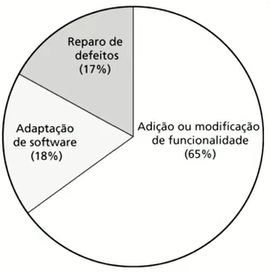 Reparo de
defeitos
(17%)
Adaptação
de software
(18%)
Adição ou modificação
de funcionalidade
(65%)